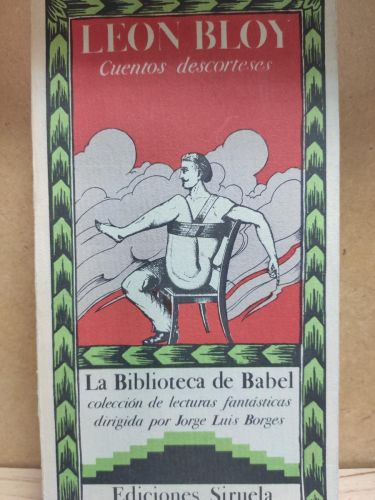 LEON BLOY
Cuentos descorteses
La Biblioteca de Babel
colección de lecturas fantásticas
dirigida por Jorge Luis Borges
Ediciones Siruela